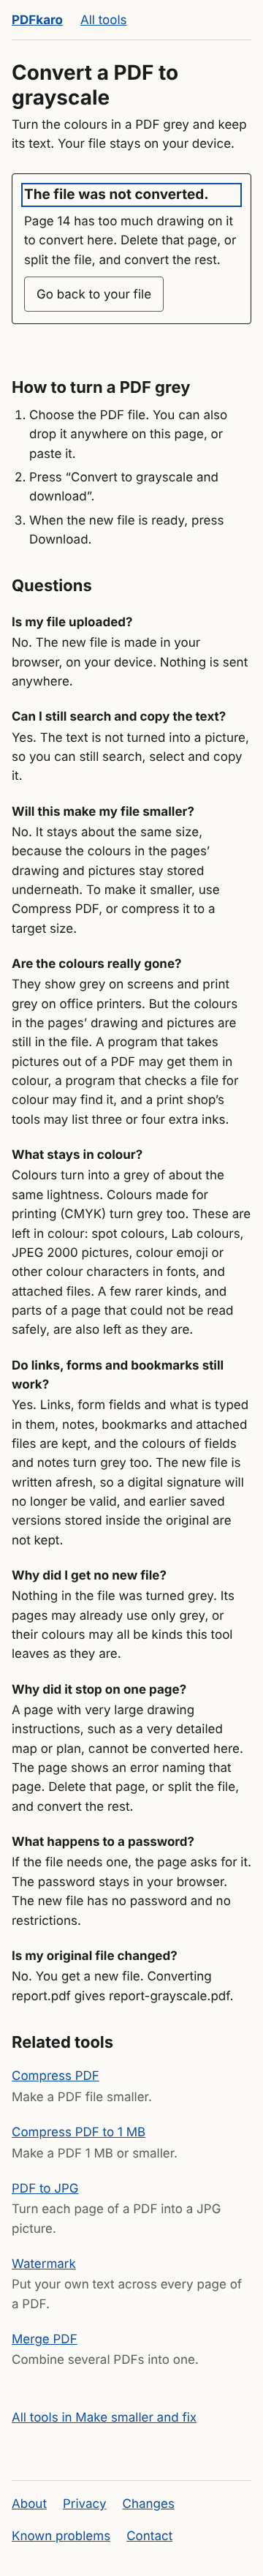 PDFkaro All tools
Convert a PDF to
grayscale
Turn the colours in a PDF grey and keep
its text. Your file stays on your device.
The file was not converted.
Page 14 has too much drawing on it
to convert here. Delete that page, or
split the file, and convert the rest.
Go back to your file
How to turn a PDF grey
1. Choose the PDF file. You can also
drop it anywhere on this page, or
paste it.
2. Press “Convert to grayscale and
download”.
3. When the new file is ready, press
Download.
Questions
Is my file uploaded?
No. The new file is made in your
browser, on your device. Nothing is sent
anywhere.
Can I still search and copy the text?
Yes. The text is not turned into a picture,
so you can still search, select and copy
it.
Will this make my file smaller?
No. It stays about the same size,
because the colours in the pages’
drawing and pictures stay stored
underneath. To make it smaller, use
Compress PDF, or compress it to a
target size.
Are the colours really gone?
They show grey on screens and print
grey on office printers. But the colours
in the pages’ drawing and pictures are
still in the file. A program that takes
pictures out of a PDF may get them in
colour, a program that checks a file for
colour may find it, and a print shop’s
tools may list three or four extra inks.
What stays in colour?
Colours turn into a grey of about the
same lightness. Colours made for
printing (CMYK) turn grey too. These are
left in colour: spot colours, Lab colours,
JPEG 2000 pictures, colour emoji or
other colour characters in fonts, and
attached files. A few rarer kinds, and
parts of a page that could not be read
safely, are also left as they are.
Do links, forms and bookmarks still
work?
Yes. Links, form fields and what is typed
in them, notes, bookmarks and attached
files are kept, and the colours of fields
and notes turn grey too. The new file is
written afresh, so a digital signature will
no longer be valid, and earlier saved
versions stored inside the original are
not kept.
Why did I get no new file?
Nothing in the file was turned grey. Its
pages may already use only grey, or
their colours may all be kinds this tool
leaves as they are.
Why did it stop on one page?
A page with very large drawing
instructions, such as a very detailed
map or plan, cannot be converted here.
The page shows an error naming that
page. Delete that page, or split the file,
and convert the rest.
What happens to a password?
If the file needs one, the page asks for it.
The password stays in your browser.
The new file has no password and no
restrictions.
Is my original file changed?
No. You get a new file. Converting
report.pdf gives report-grayscale.pdf.
Related tools
Compress PDF
Make a PDF file smaller.
Compress PDF to 1 MB
Make a PDF 1 MB or smaller.
PDF to JPG
Turn each page of a PDF into a JPG
picture.
Watermark
Put your own text across every page of
a PDF.
Merge PDF
Combine several PDFs into one.
All tools in Make smaller and fix
About Privacy Changes
Known problems Contact